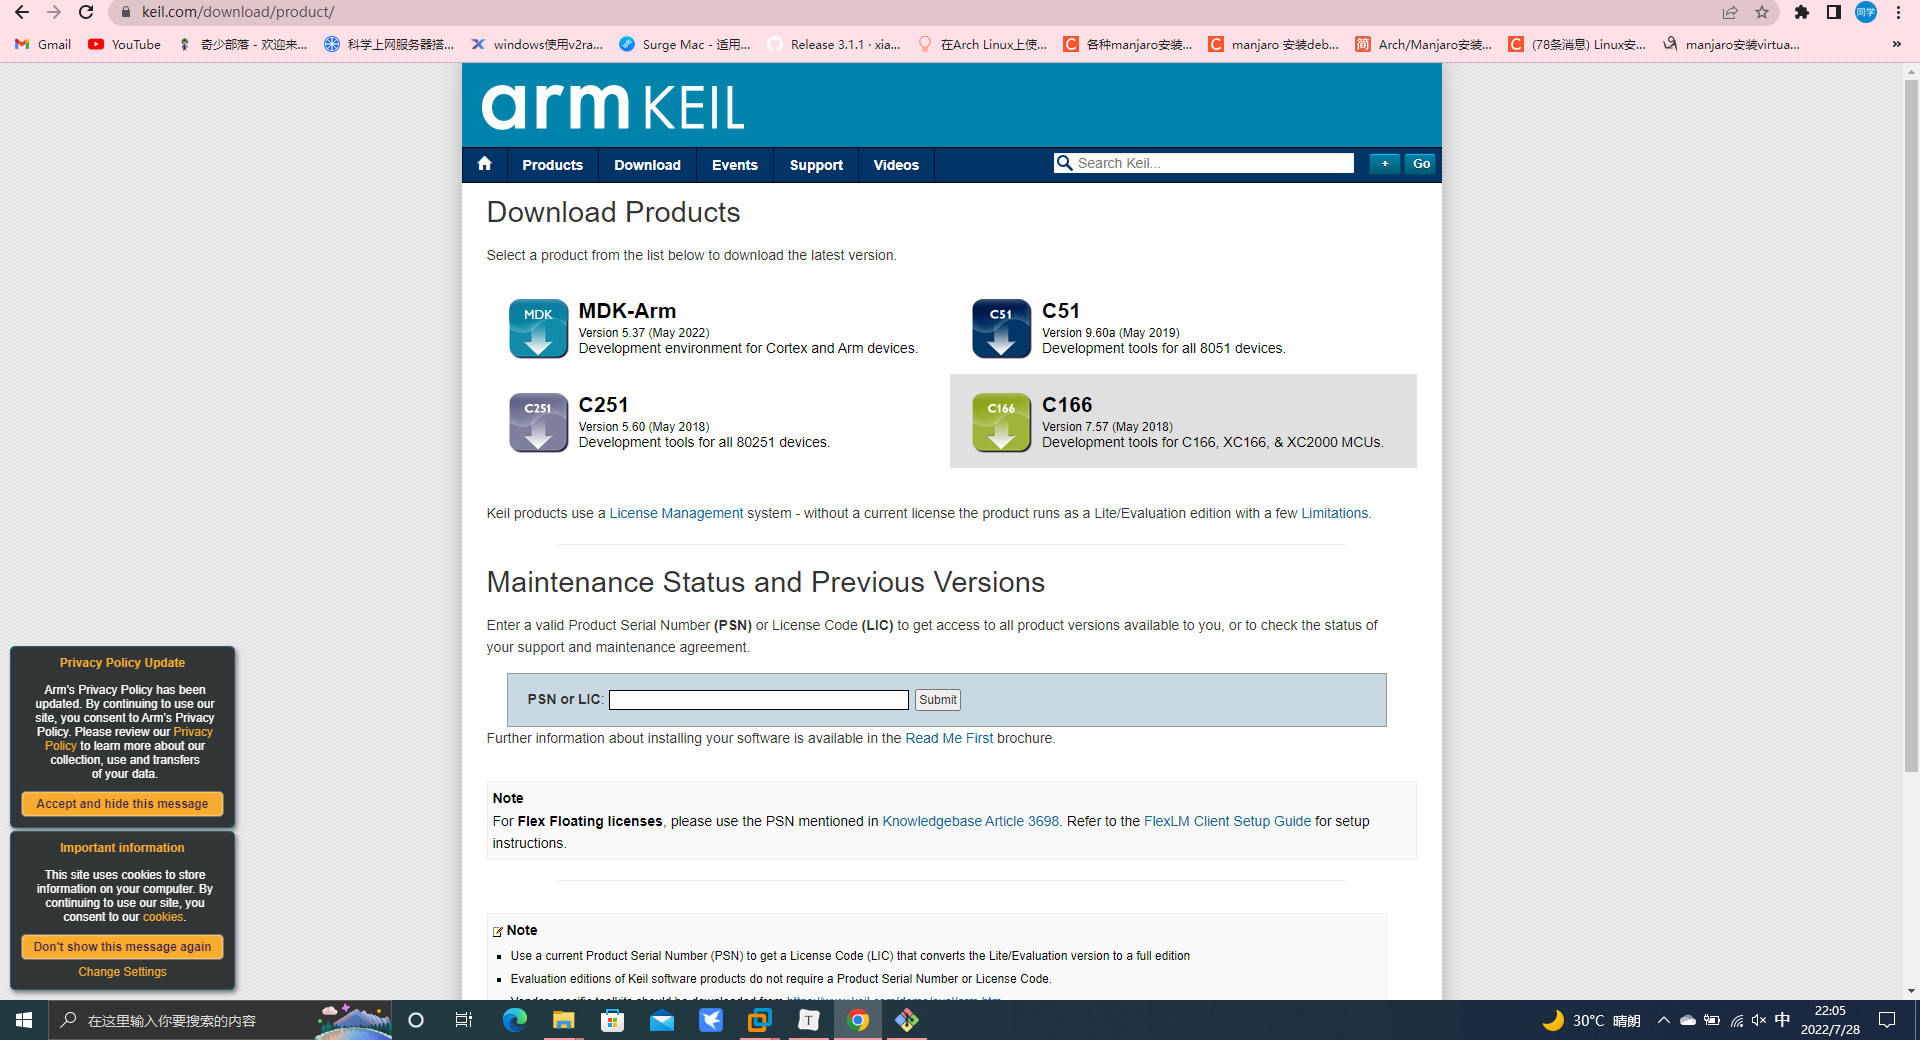 keil.com/download/product/
同学
Gmail
YouTube
奇少部落 - 欢迎来...
科学上网服务器搭...
windows使用v2ra...
Surge Mac - 适用...
Release 3.1.1 · xia...
在Arch Linux上使...
各种manjaro安装...
manjaro 安装deb...
Arch/Manjaro安装...
(78条消息) Linux安...
manjaro安装virtua...
»
arm KEIL
Products
Download
Events
Support
Videos
Search Keil...
+
Go
Download Products
Select a product from the list below to download the latest version.
MDK
MDK-Arm
Version 5.37 (May 2022)
Development environment for Cortex and Arm devices.
C51
C51
Version 9.60a (May 2019)
Development tools for all 8051 devices.
C251
C251
Version 5.60 (May 2018)
Development tools for all 80251 devices.
C166
C166
Version 7.57 (May 2018)
Development tools for C166, XC166, & XC2000 MCUs.
Keil products use a License Management system - without a current license the product runs as a Lite/Evaluation edition with a few Limitations.
Maintenance Status and Previous Versions
Enter a valid Product Serial Number (PSN) or License Code (LIC) to get access to all product versions available to you, or to check the status of
your support and maintenance agreement.
PSN or LIC:
Submit
Further information about installing your software is available in the Read Me First brochure.
Note
For Flex Floating licenses, please use the PSN mentioned in Knowledgebase Article 3698. Refer to the FlexLM Client Setup Guide for setup
instructions.
Note
Use a current Product Serial Number (PSN) to get a License Code (LIC) that converts the Lite/Evaluation version to a full edition
Evaluation editions of Keil software products do not require a Product Serial Number or License Code.
Privacy Policy Update
Arm's Privacy Policy has been
updated. By continuing to use our
site, you consent to Arm's Privacy
Policy. Please review our Privacy
Policy to learn more about our
collection, use and transfers
of your data.
Accept and hide this message
Important information
This site uses cookies to store
information on your computer. By
continuing to use our site, you
consent to our cookies.
Don't show this message again
Change Settings
在这里输入你要搜索的内容
T
30°C 晴朗
中
22:05
2022/7/28